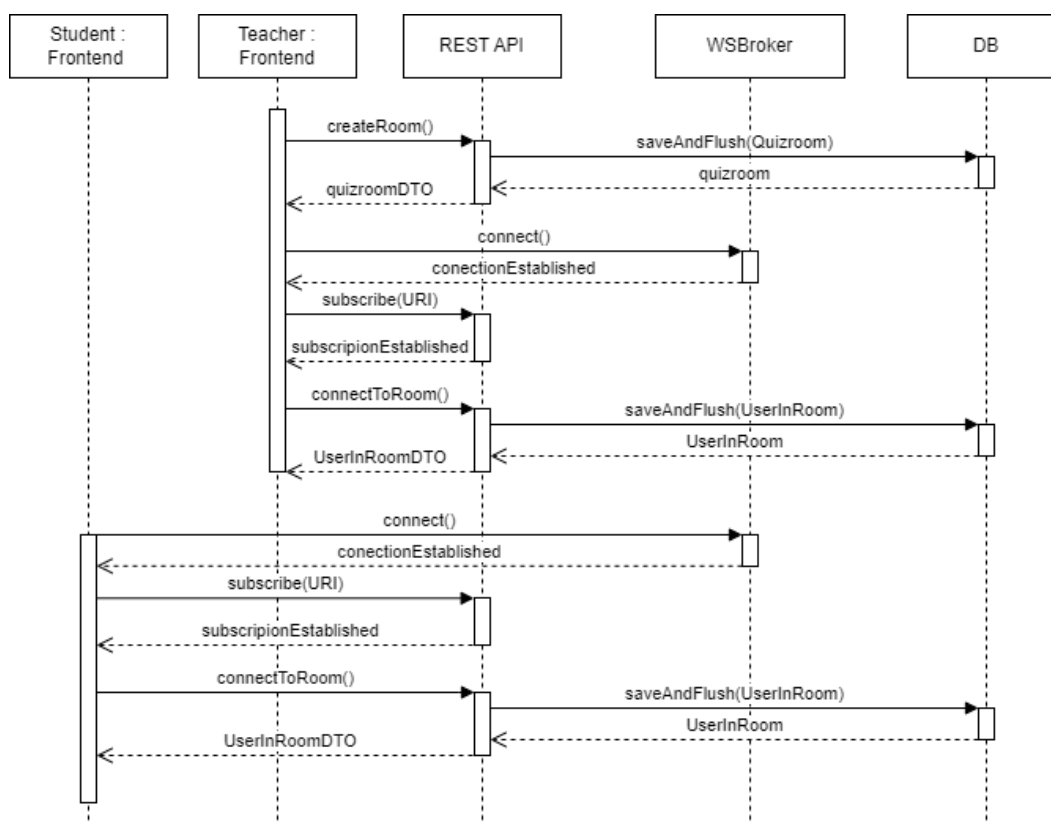 Student :
Frontend
Teacher :
Frontend
REST API
WSBroker
DB
createRoom()
saveAndFlush(Quizroom)
quizroom
quizroomDTO
connect()
conectionEstablished
subscribe(URI)
subscripionEstablished
connectToRoom()
saveAndFlush(UserInRoom)
UserInRoom
UserInRoomDTO
connect()
conectionEstablished
subscribe(URI)
subscripionEstablished
connectToRoom()
saveAndFlush(UserInRoom)
UserInRoom
UserInRoomDTO